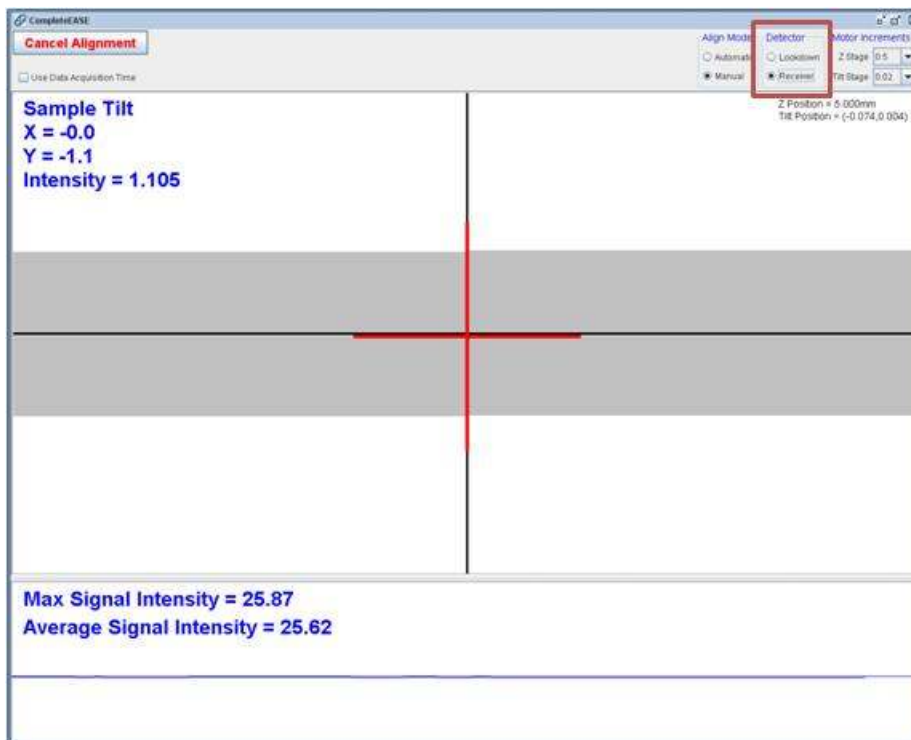 CompleteEASE
Cancel Alignment
Use Data Acquisition Time
Align Mode
Automatic
Manual
Detector
Lookdown
Receiver
Motor Increments
Z Stage 0.5
Tilt Stage 0.02
Sample Tilt
X = -0.0
Y = -1.1
Intensity = 1.105
Z Position = 5.000mm
Tilt Position = (-0.074,0.004)
Max Signal Intensity = 25.87
Average Signal Intensity = 25.62